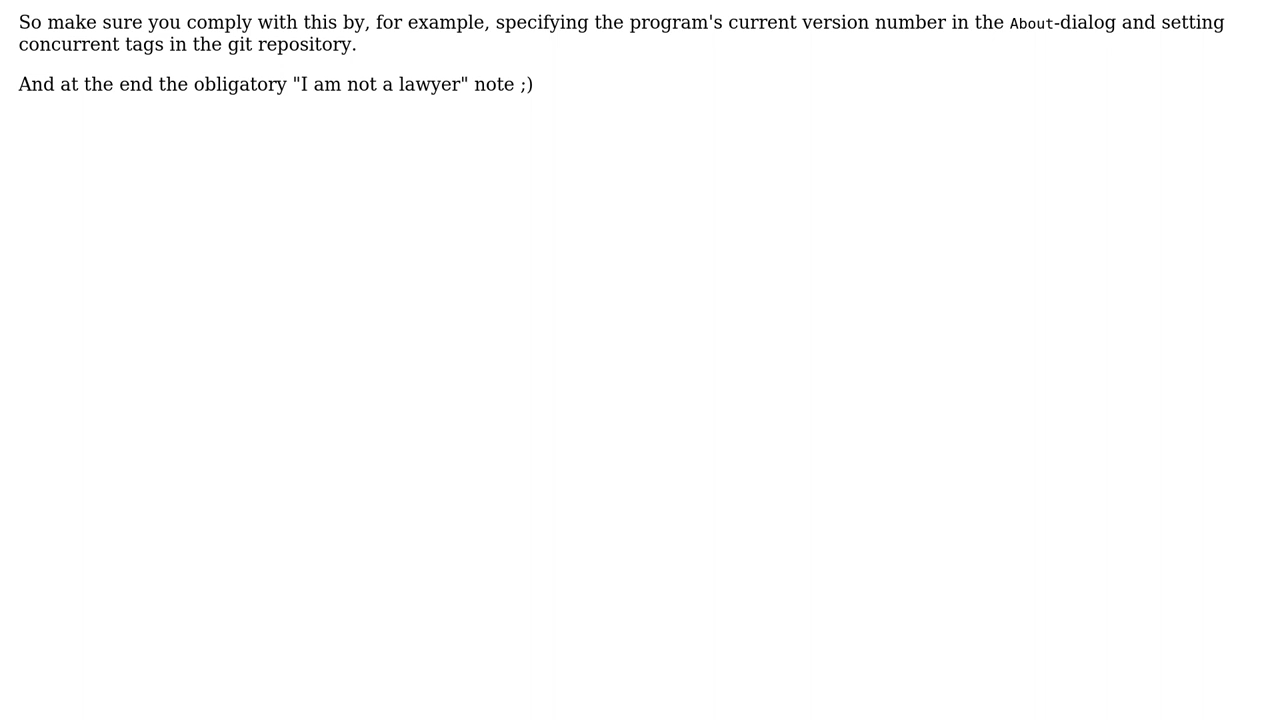 So make sure you comply with this by, for example, specifying the program's current version number in the About-dialog and setting
concurrent tags in the git repository.
And at the end the obligatory "I am not a lawyer" note ;)